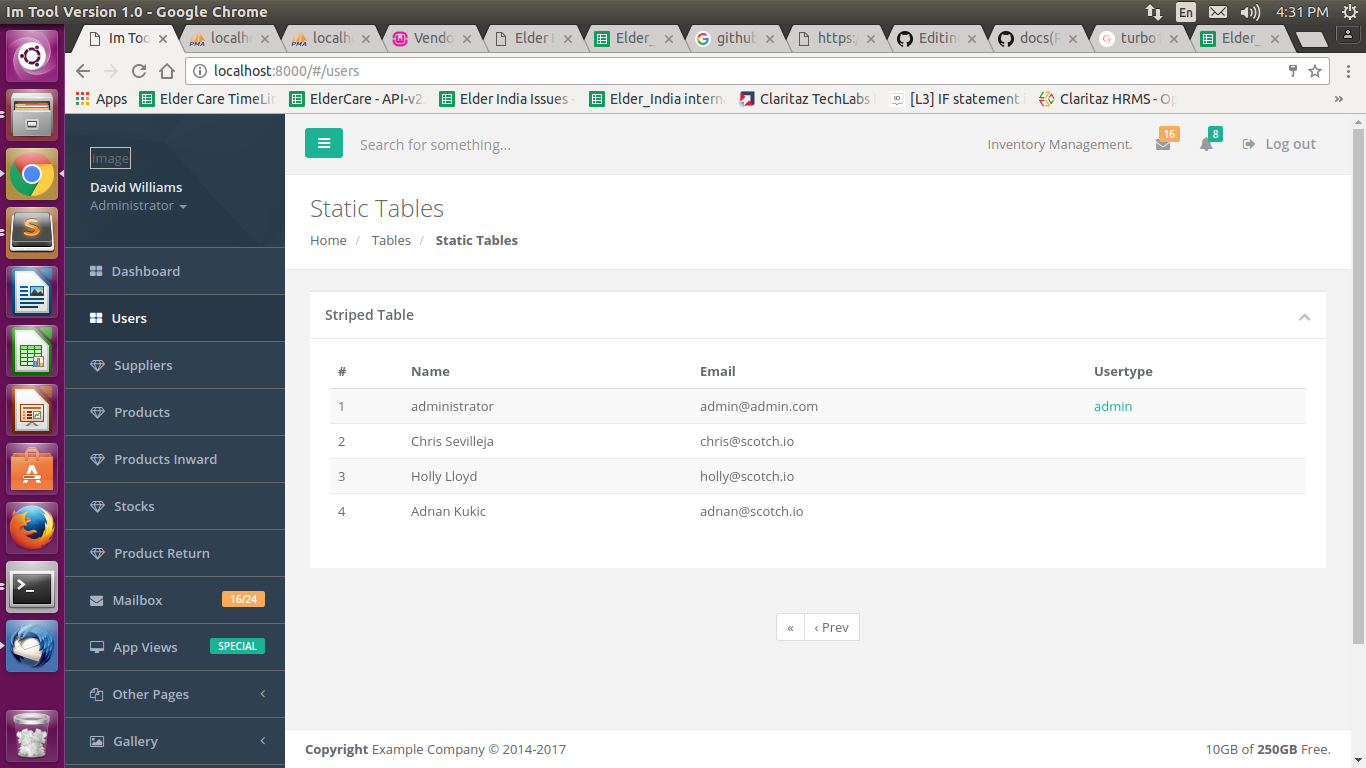 Im Tool Version 1.0 - Google Chrome
En
4:31 PM
Im Too
localh
localh
Vendo
Elder
Elder_
github
https:
Editin
docs(
turbo
Elder_
localhost:8000/#/users
Apps
Elder Care TimeLi
ElderCare - API-v2.
Elder India Issues -
Elder_India intern
Claritaz TechLabs
[L3] IF statement i
Claritaz HRMS - Op
»
image
David Williams
Administrator
Dashboard
Users
Suppliers
Products
Products Inward
Stocks
Product Return
Mailbox
16/24
App Views
SPECIAL
Other Pages
Gallery
Search for something...
Inventory Management.
16
8
Log out
Static Tables
Home / Tables / Static Tables
Striped Table
# Name Email Usertype
1 administrator admin@admin.com admin
2 Chris Sevilleja chris@scotch.io
3 Holly Lloyd holly@scotch.io
4 Adnan Kukic adnan@scotch.io
« ‹ Prev
Copyright Example Company © 2014-2017
10GB of 250GB Free.